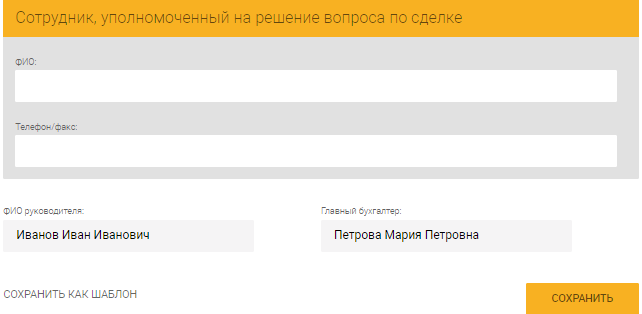 Сотрудник, уполномоченный на решение вопроса по сделке
ФИО:
Телефон/факс:
ФИО руководителя:
Главный бухгалтер:
Иванов Иван Иванович
Петрова Мария Петровна
СОХРАНИТЬ КАК ШАБЛОН
СОХРАНИТЬ